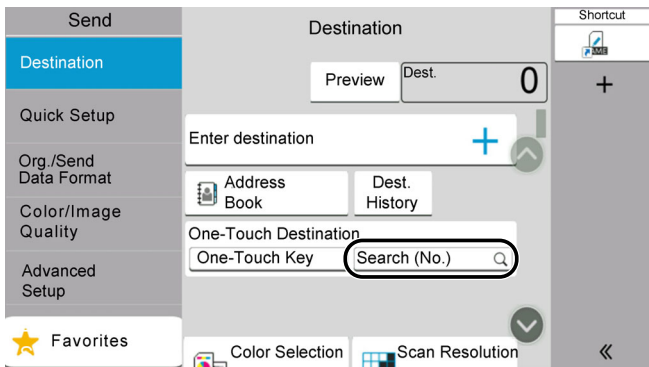 Send
Destination
Quick Setup
Org./Send
Data Format
Color/Image
Quality
Advanced
Setup
Favorites
Destination
Preview
Dest.
0
Enter destination
Address
Book
Dest.
History
One-Touch Destination
One-Touch Key
Search (No.)
Color Selection
Scan Resolution
Shortcut